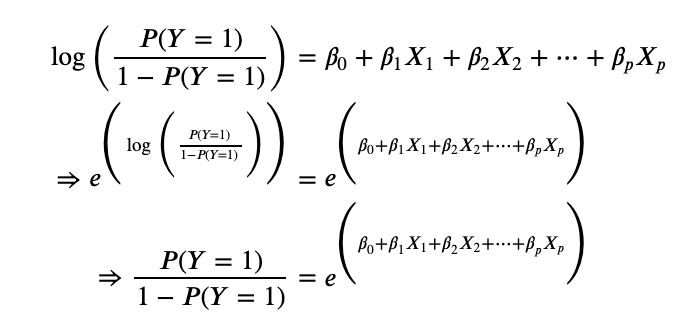 log ( P(Y = 1) / 1 − P(Y = 1) ) = β₀ + β₁X₁ + β₂X₂ + ⋯ + βₚXₚ
⇒ e^( log ( P(Y=1) / 1−P(Y=1) ) ) = e^( β₀+β₁X₁+β₂X₂+⋯+βₚXₚ )
⇒ P(Y = 1) / 1 − P(Y = 1) = e^( β₀+β₁X₁+β₂X₂+⋯+βₚXₚ )